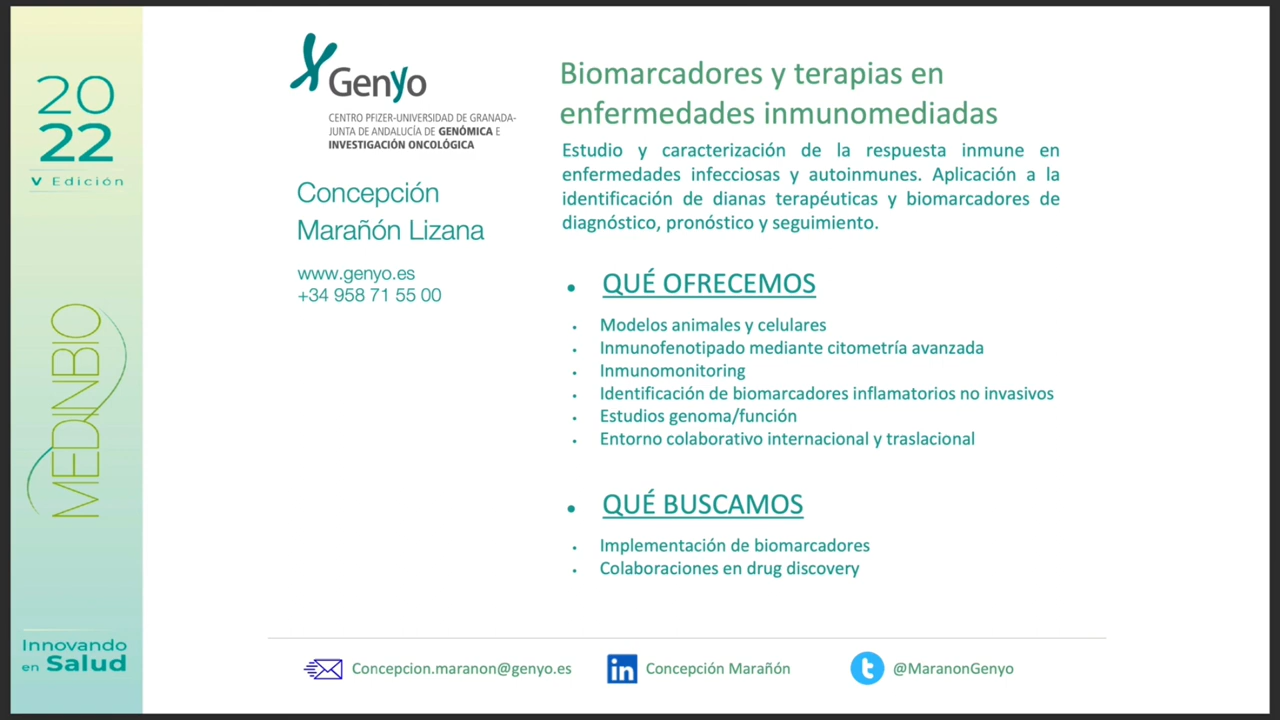 20
22
V Edición
MEDINBIO
Innovando
en Salud
Genyo
CENTRO PFIZER-UNIVERSIDAD DE GRANADA-
JUNTA DE ANDALUCÍA DE GENÓMICA E
INVESTIGACIÓN ONCOLÓGICA
Concepción
Marañón Lizana
www.genyo.es
+34 958 71 55 00
Biomarcadores y terapias en
enfermedades inmunomediadas
Estudio y caracterización de la respuesta inmune en
enfermedades infecciosas y autoinmunes. Aplicación a la
identificación de dianas terapéuticas y biomarcadores de
diagnóstico, pronóstico y seguimiento.
• QUÉ OFRECEMOS
• Modelos animales y celulares
• Inmunofenotipado mediante citometría avanzada
• Inmunomonitoring
• Identificación de biomarcadores inflamatorios no invasivos
• Estudios genoma/función
• Entorno colaborativo internacional y traslacional
• QUÉ BUSCAMOS
• Implementación de biomarcadores
• Colaboraciones en drug discovery
Concepcion.maranon@genyo.es
in Concepción Marañón
@MaranonGenyo